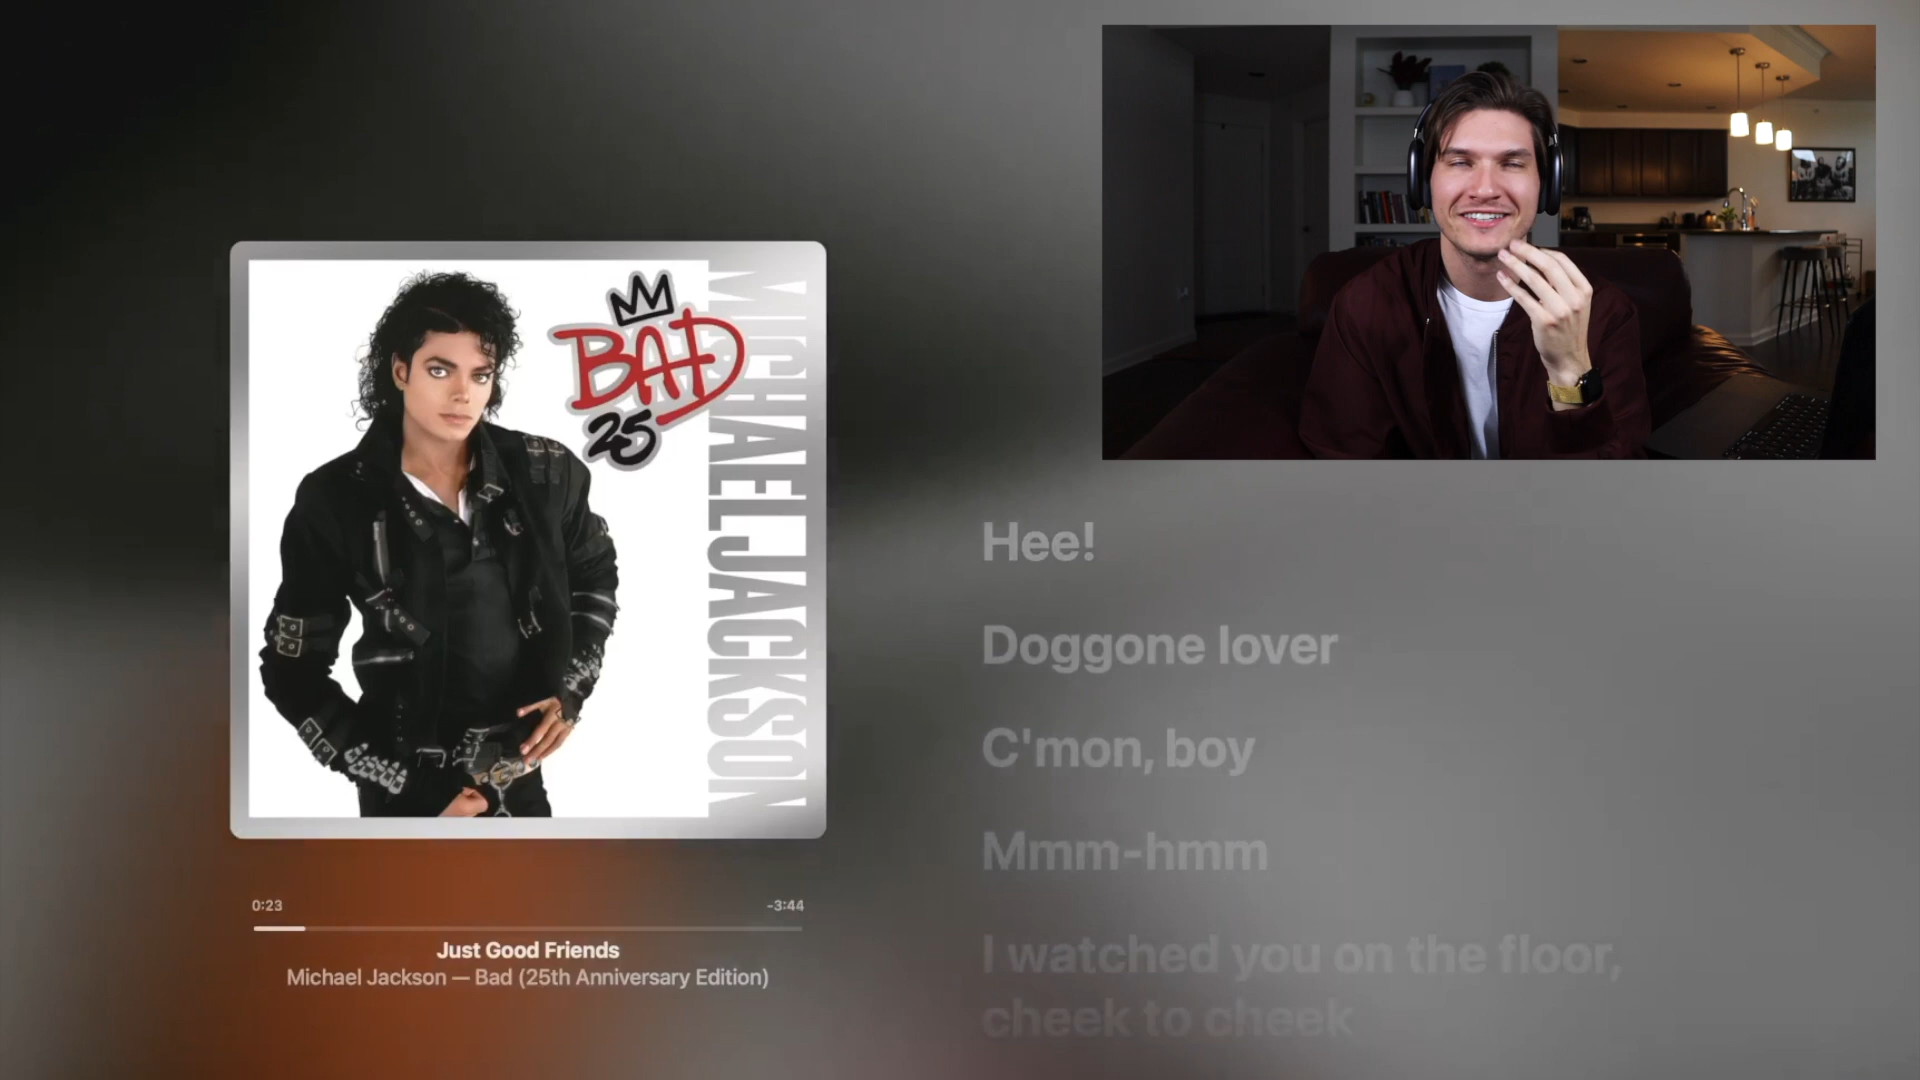 BAD
25
MICHAEL JACKSON
0:23
-3:44
Just Good Friends
Michael Jackson — Bad (25th Anniversary Edition)
Hee!
Doggone lover
C'mon, boy
Mmm-hmm
I watched you on the floor,
cheek to cheek